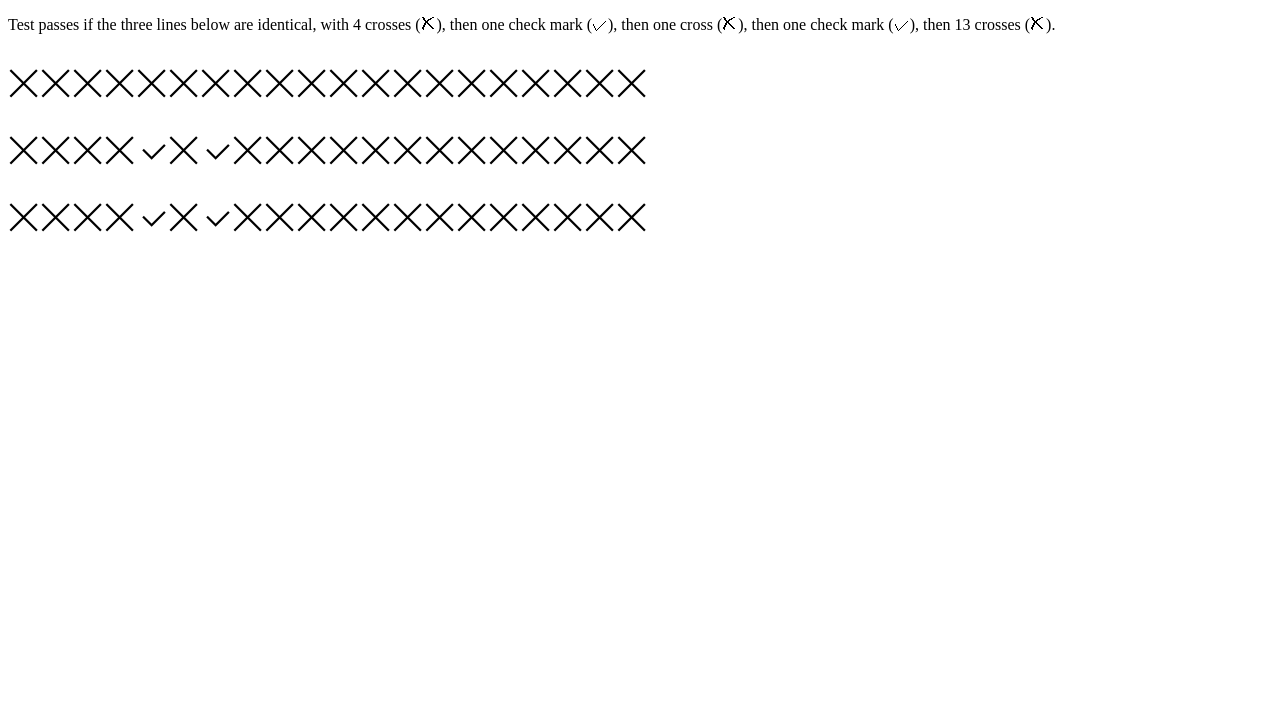 Test passes if the three lines below are identical, with 4 crosses (✗), then one check mark (✓), then one cross (✗), then one check mark (✓), then 13 crosses (✗).
✗✗✗✗✗✗✗✗✗✗✗✗✗✗✗✗✗✗✗✗
✗✗✗✗✓✗✓✗✗✗✗✗✗✗✗✗✗✗✗✗
✗✗✗✗✓✗✓✗✗✗✗✗✗✗✗✗✗✗✗✗